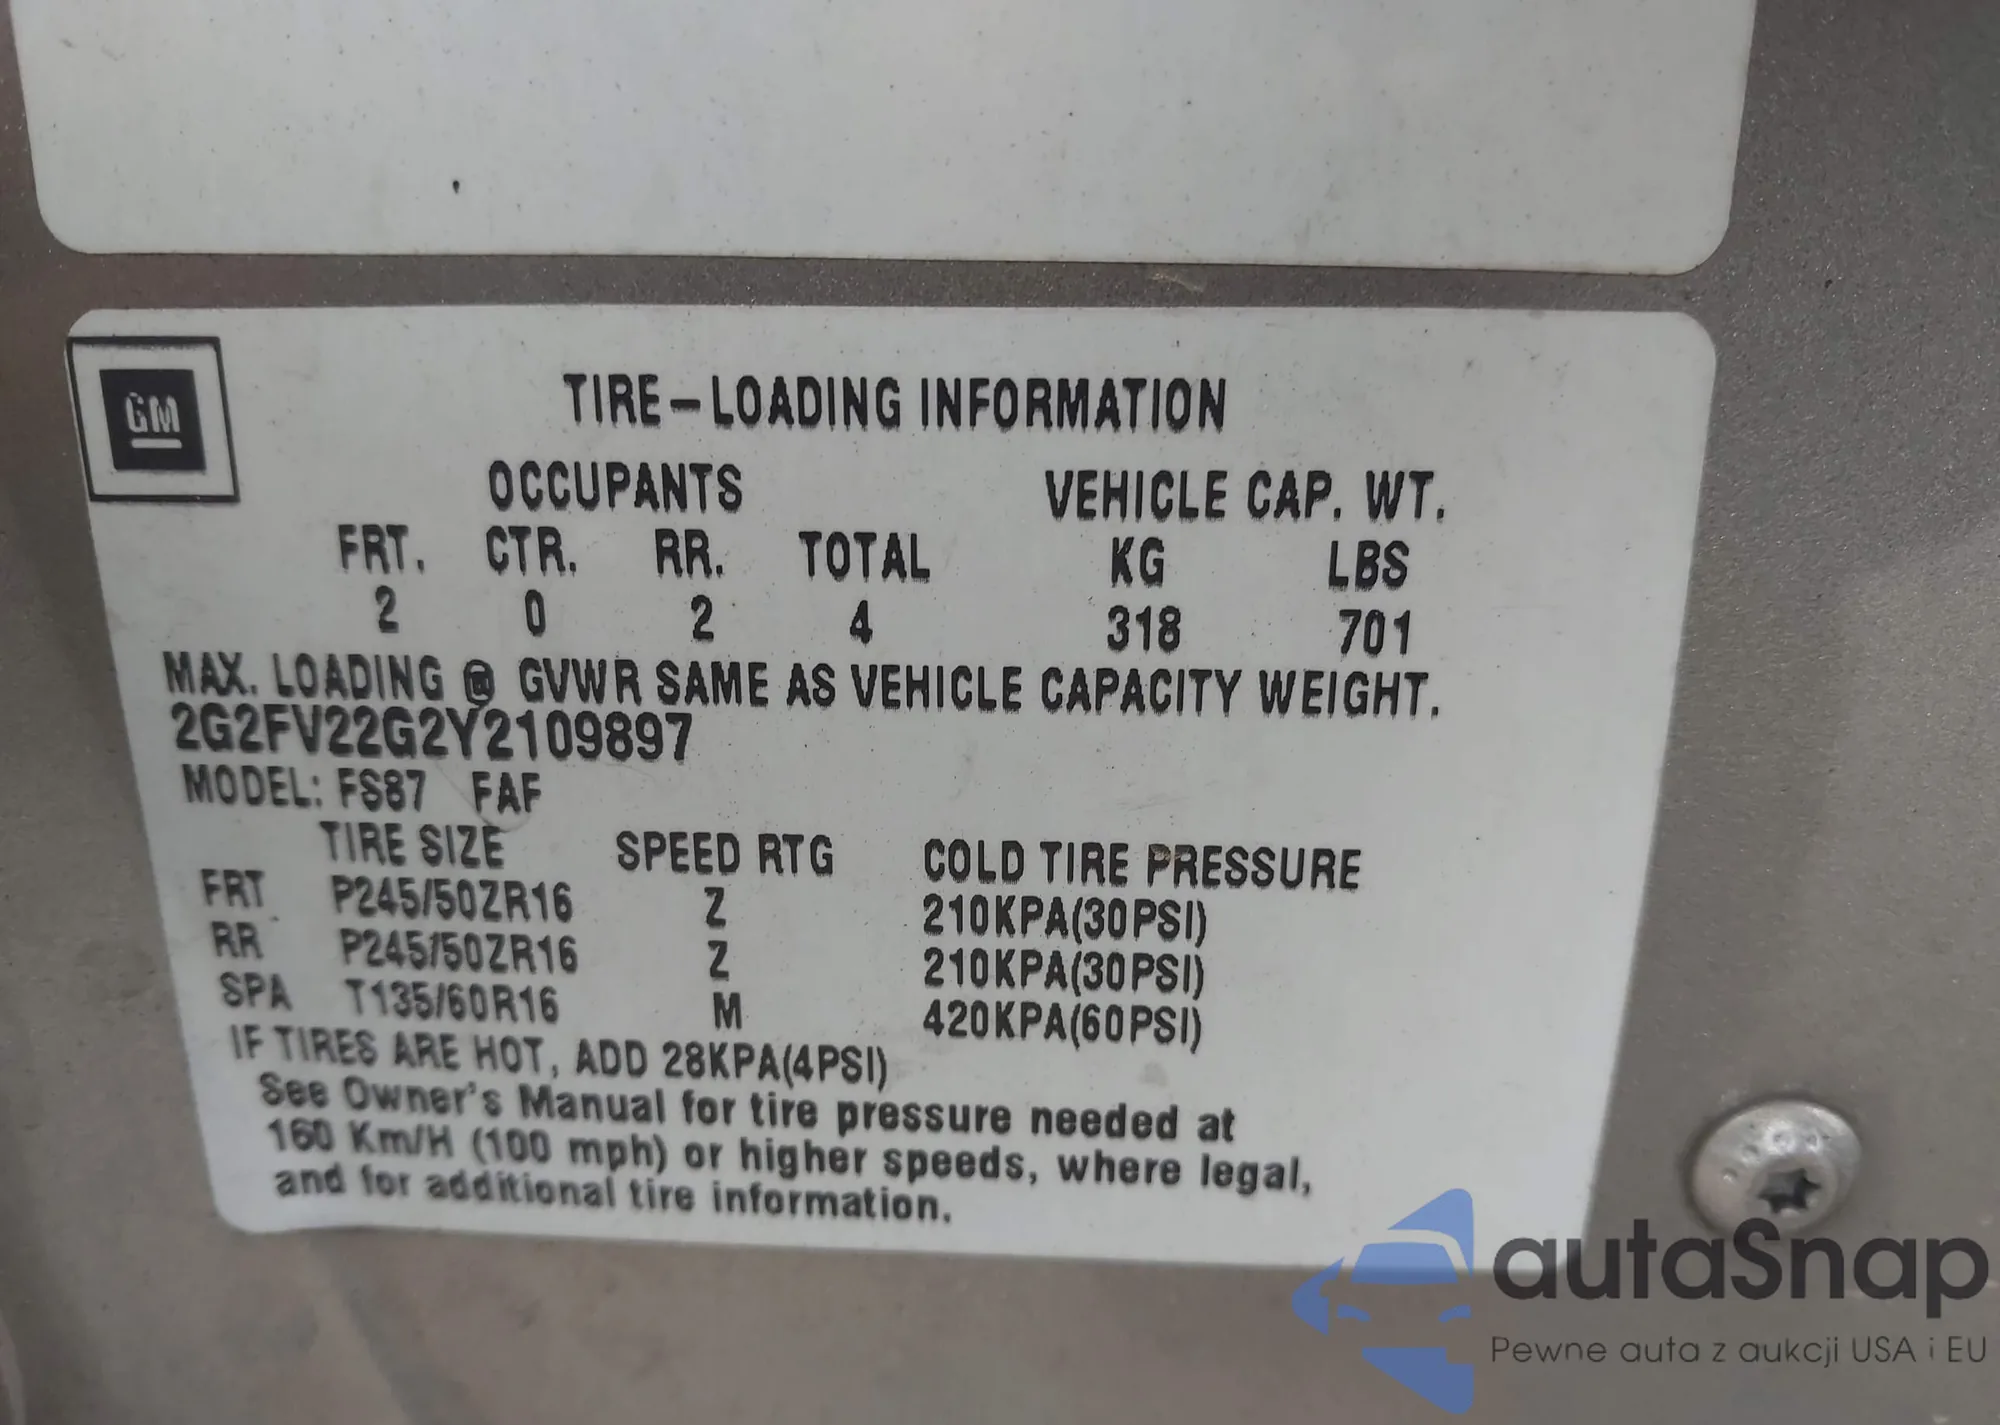 GM
TIRE-LOADING INFORMATION
OCCUPANTS VEHICLE CAP. WT.
FRT. CTR. RR. TOTAL KG LBS
2 0 2 4 318 701
MAX. LOADING @ GVWR SAME AS VEHICLE CAPACITY WEIGHT.
2G2FV22G2Y2109897
MODEL: FS87 FAF
TIRE SIZE SPEED RTG COLD TIRE PRESSURE
FRT P245/50ZR16 Z 210KPA(30PSI)
RR P245/50ZR16 Z 210KPA(30PSI)
SPA T135/60R16 M 420KPA(60PSI)
IF TIRES ARE HOT, ADD 28KPA(4PSI)
See Owner's Manual for tire pressure needed at
160 Km/H (100 mph) or higher speeds, where legal,
and for additional tire information.
autaSnap
Pewne auta z aukcji USA i EU